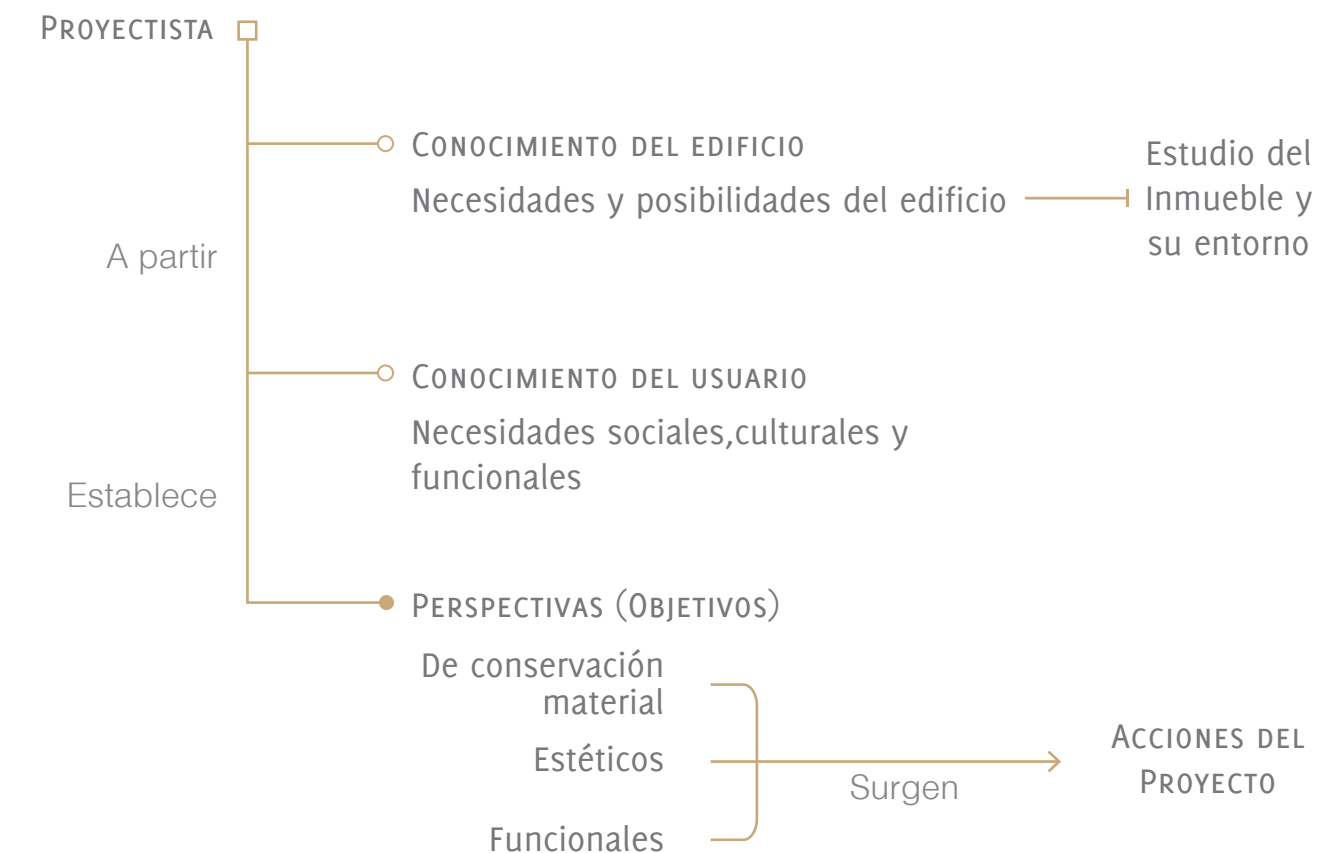 Proyectista
Conocimiento del edificio
Necesidades y posibilidades del edificio
Estudio del
Inmueble y
su entorno
A partir
Conocimiento del usuario
Necesidades sociales,culturales y
funcionales
Establece
Perspectivas (Objetivos)
De conservación
material
Estéticos
Funcionales
Surgen
Acciones del
Proyecto